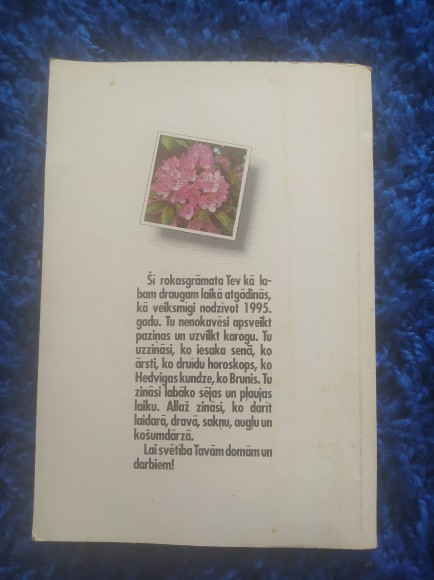 Šī rokasgrāmata Tev kā la-
bam draugam laikā atgādinās,
kā veiksmīgi nodzīvot 1995.
gadu. Tu nenokavēsi apsveikt
paziņas un uzvilkt karogu. Tu
uzzināsi, ko iesaka senā, ko
ārsti, ko druīdu horoskops, ko
Hedvigas kundze, ko Brunis. Tu
zināsi labāko sējas un pļaujas
laiku. Allaž zināsi, ko darīt
laidarā, dravā, sakņu, augļu un
košumdārzā.
Lai svētība Tavām domām un
darbiem!